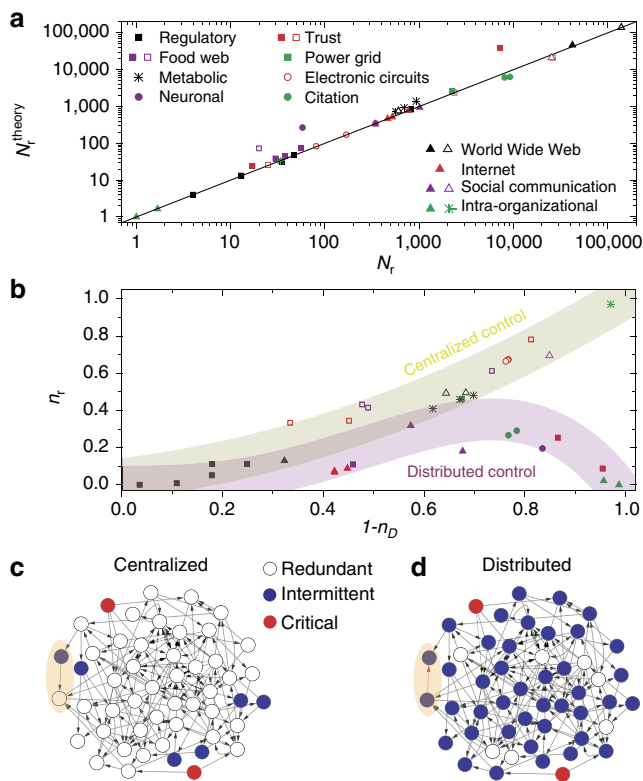 a
100,000
10,000
1,000
100
10
1
N_r^theory
Regulatory
Food web
Metabolic
Neuronal
Trust
Power grid
Electronic circuits
Citation
World Wide Web
Internet
Social communication
Intra-organizational
1 10 100 1,000 10,000 100,000
N_r
b
1.0
0.8
0.6
0.4
0.2
0.0
n_r
Centralized control
Distributed control
0.0 0.2 0.4 0.6 0.8 1.0
1-n_D
c Centralized
Redundant
Intermittent
Critical
d Distributed